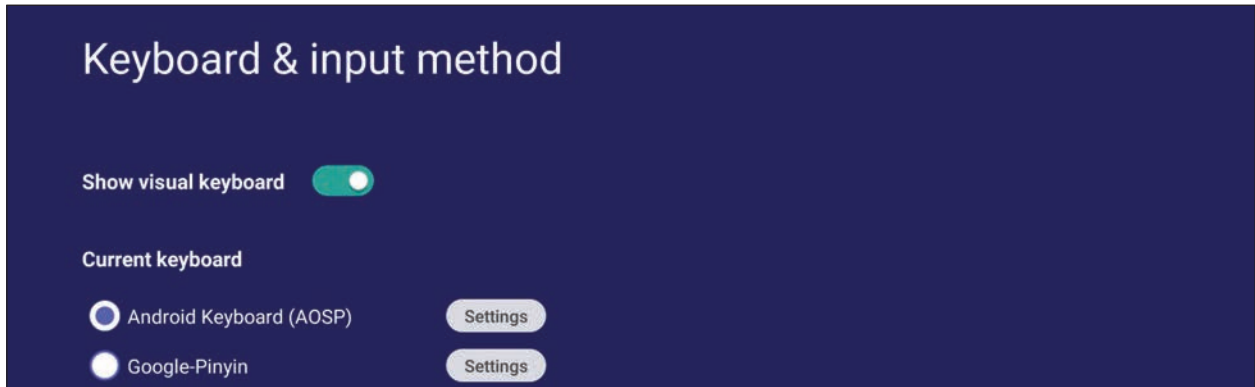 Keyboard & input method
Show visual keyboard
Current keyboard
Android Keyboard (AOSP) Settings
Google-Pinyin Settings